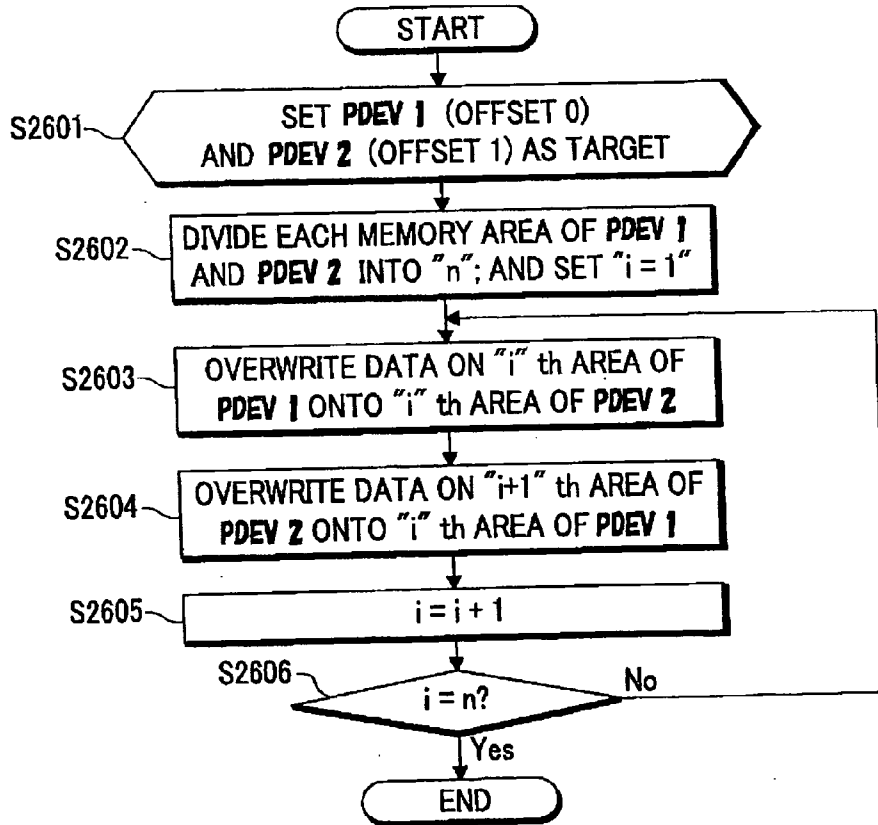 START
S2601
SET PDEV 1 (OFFSET 0)
AND PDEV 2 (OFFSET 1) AS TARGET
S2602
DIVIDE EACH MEMORY AREA OF PDEV 1
AND PDEV 2 INTO "n"; AND SET "i = 1"
S2603
OVERWRITE DATA ON "i" th AREA OF
PDEV 1 ONTO "i" th AREA OF PDEV 2
S2604
OVERWRITE DATA ON "i+1" th AREA OF
PDEV 2 ONTO "i" th AREA OF PDEV 1
S2605
i = i + 1
S2606
i = n?
No
Yes
END